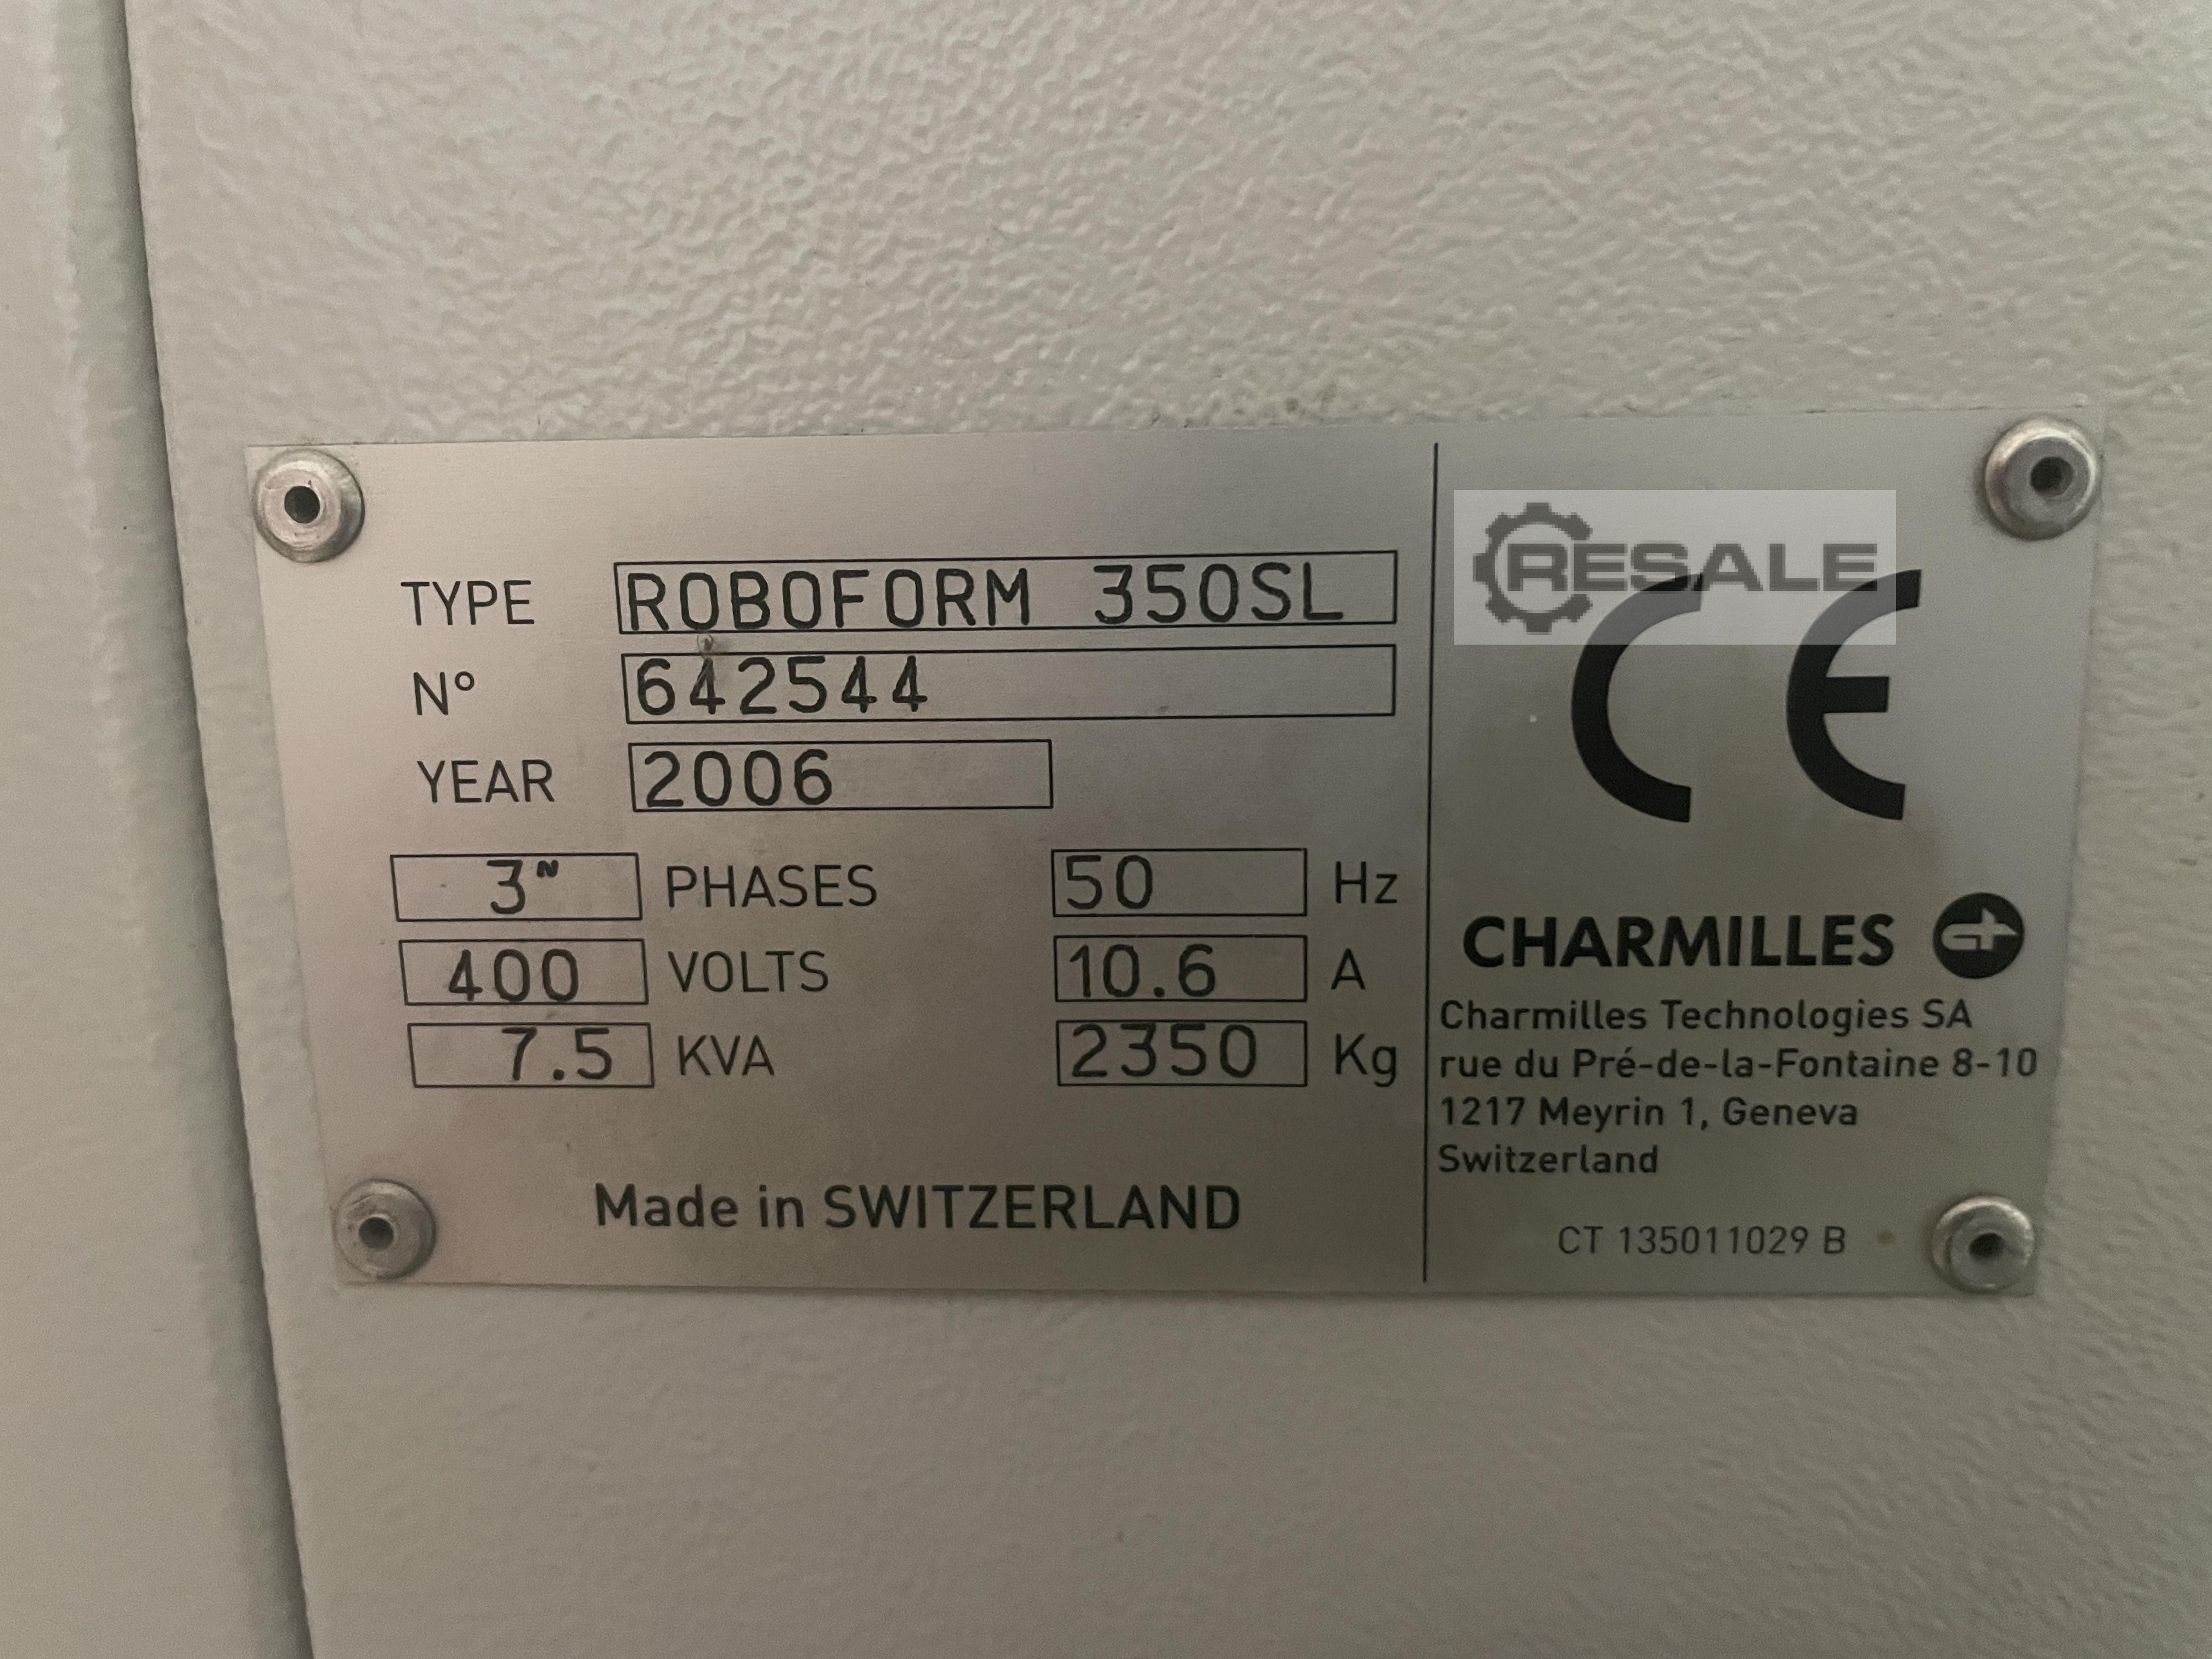 TYPE ROBOFORM 350SL
N° 642544
YEAR 2006
3~ PHASES 50 Hz
400 VOLTS 10.6 A
7.5 KVA 2350 Kg
Made in SWITZERLAND
RESALE
CE
CHARMILLES
Charmilles Technologies SA
rue du Pré-de-la-Fontaine 8-10
1217 Meyrin 1, Geneva
Switzerland
CT 135011029 B